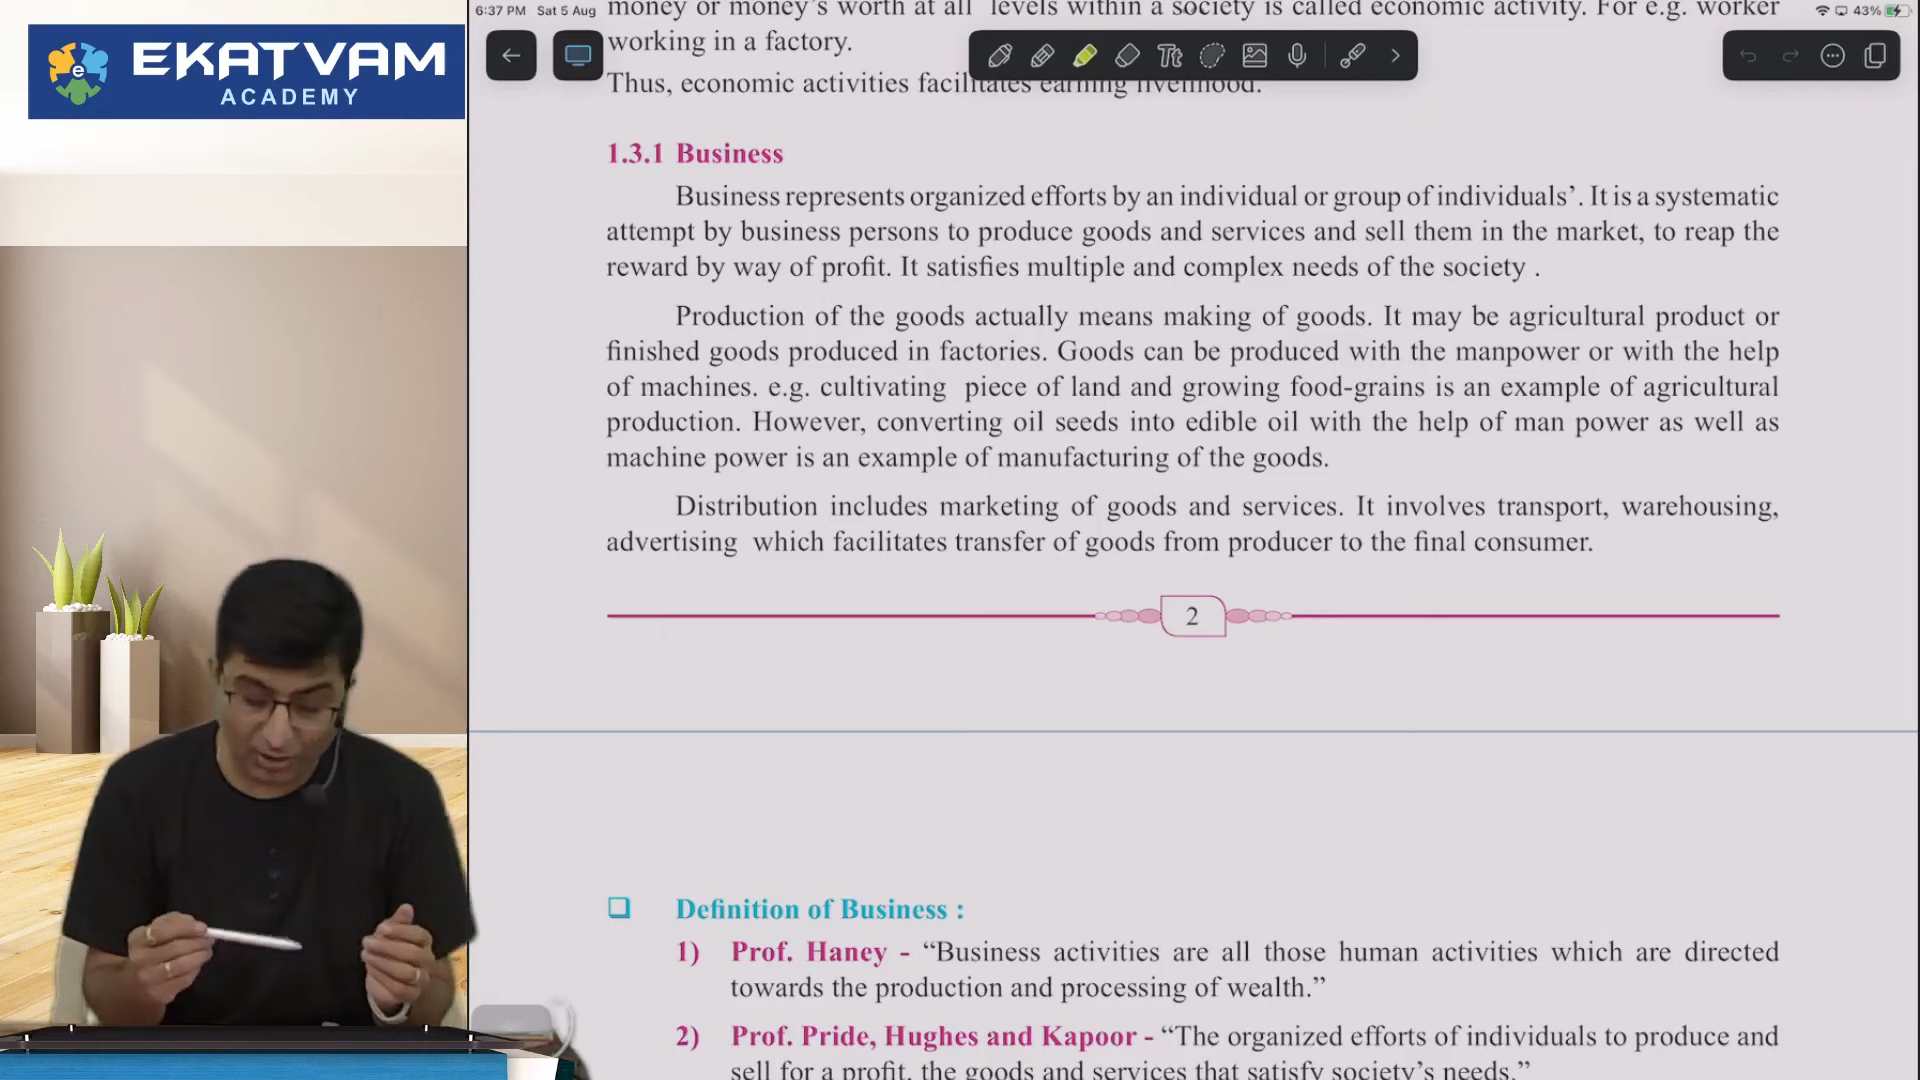 6:37 PM Sat 5 Aug
43%
EKATVAM
ACADEMY
e
money or money's worth at all levels within a society is called economic activity. For e.g. worker
working in a factory.
Tt
Thus, economic activities facilitates earning livelihood.
1.3.1 Business
Business represents organized efforts by an individual or group of individuals’. It is a systematic
attempt by business persons to produce goods and services and sell them in the market, to reap the
reward by way of profit. It satisfies multiple and complex needs of the society .
Production of the goods actually means making of goods. It may be agricultural product or
finished goods produced in factories. Goods can be produced with the manpower or with the help
of machines. e.g. cultivating piece of land and growing food-grains is an example of agricultural
production. However, converting oil seeds into edible oil with the help of man power as well as
machine power is an example of manufacturing of the goods.
Distribution includes marketing of goods and services. It involves transport, warehousing,
advertising which facilitates transfer of goods from producer to the final consumer.
2
❑ Definition of Business :
1) Prof. Haney - “Business activities are all those human activities which are directed
towards the production and processing of wealth.”
2) Prof. Pride, Hughes and Kapoor - “The organized efforts of individuals to produce and
sell for a profit, the goods and services that satisfy society’s needs.”